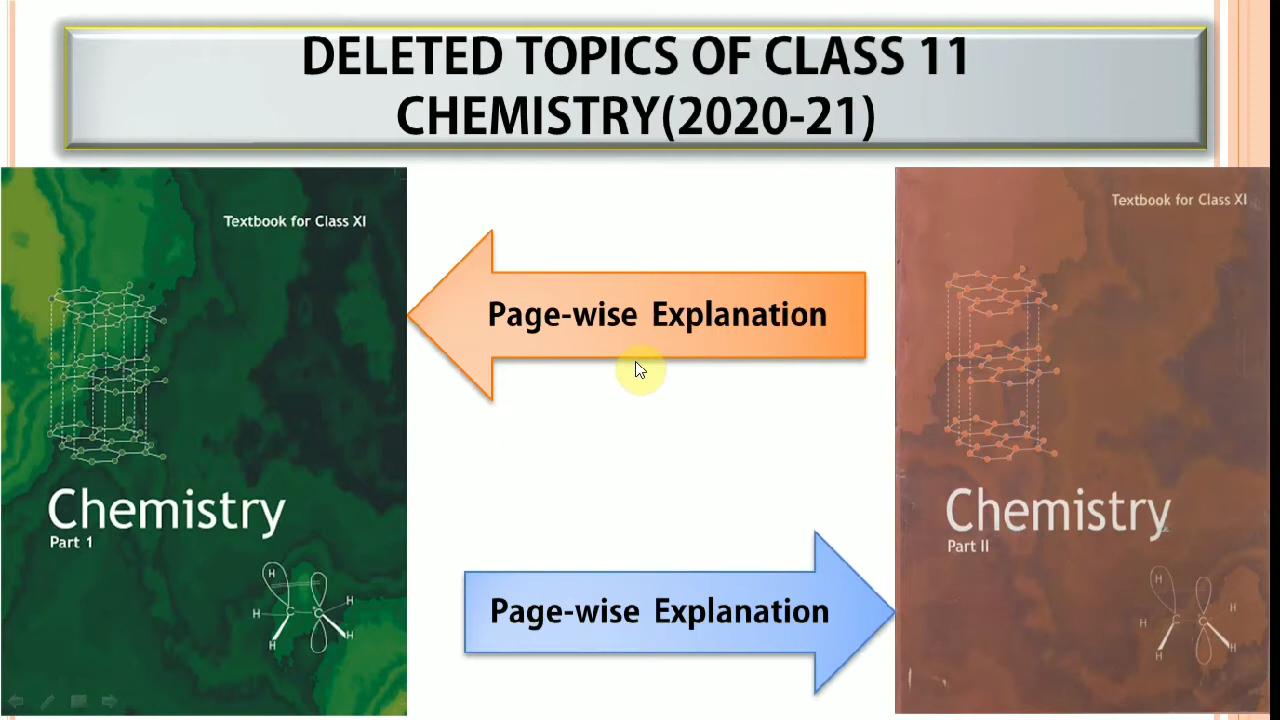 DELETED TOPICS OF CLASS 11
CHEMISTRY(2020-21)
Textbook for Class XI
Chemistry
Part 1
H
H
H
C
C
H
H
Page-wise Explanation
Page-wise Explanation
Textbook for Class XI
Chemistry
Part II
H
H
H
C
C
H
H